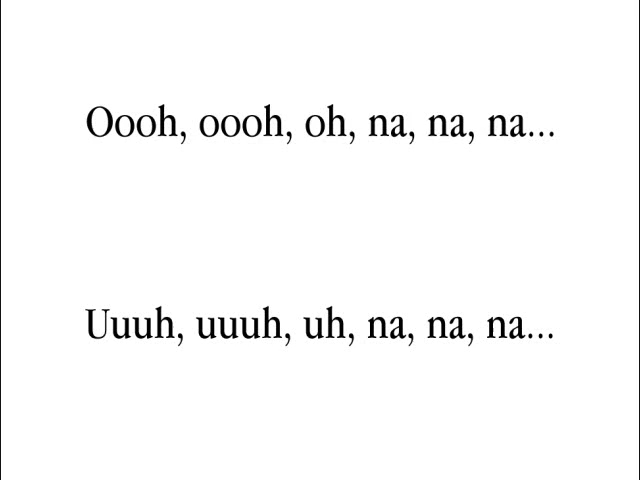 Oooh, oooh, oh, na, na, na...
Uuuh, uuuh, uh, na, na, na...